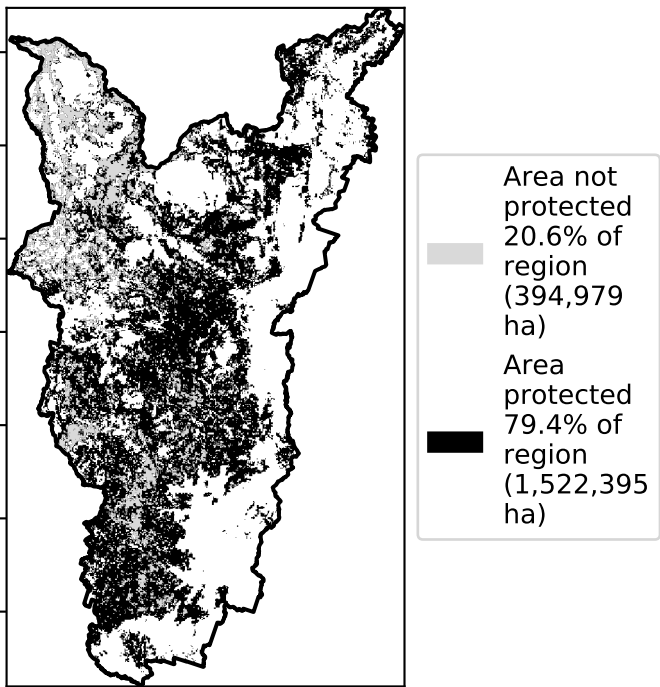 Area not
protected
20.6% of
region
(394,979
ha)
Area
protected
79.4% of
region
(1,522,395
ha)